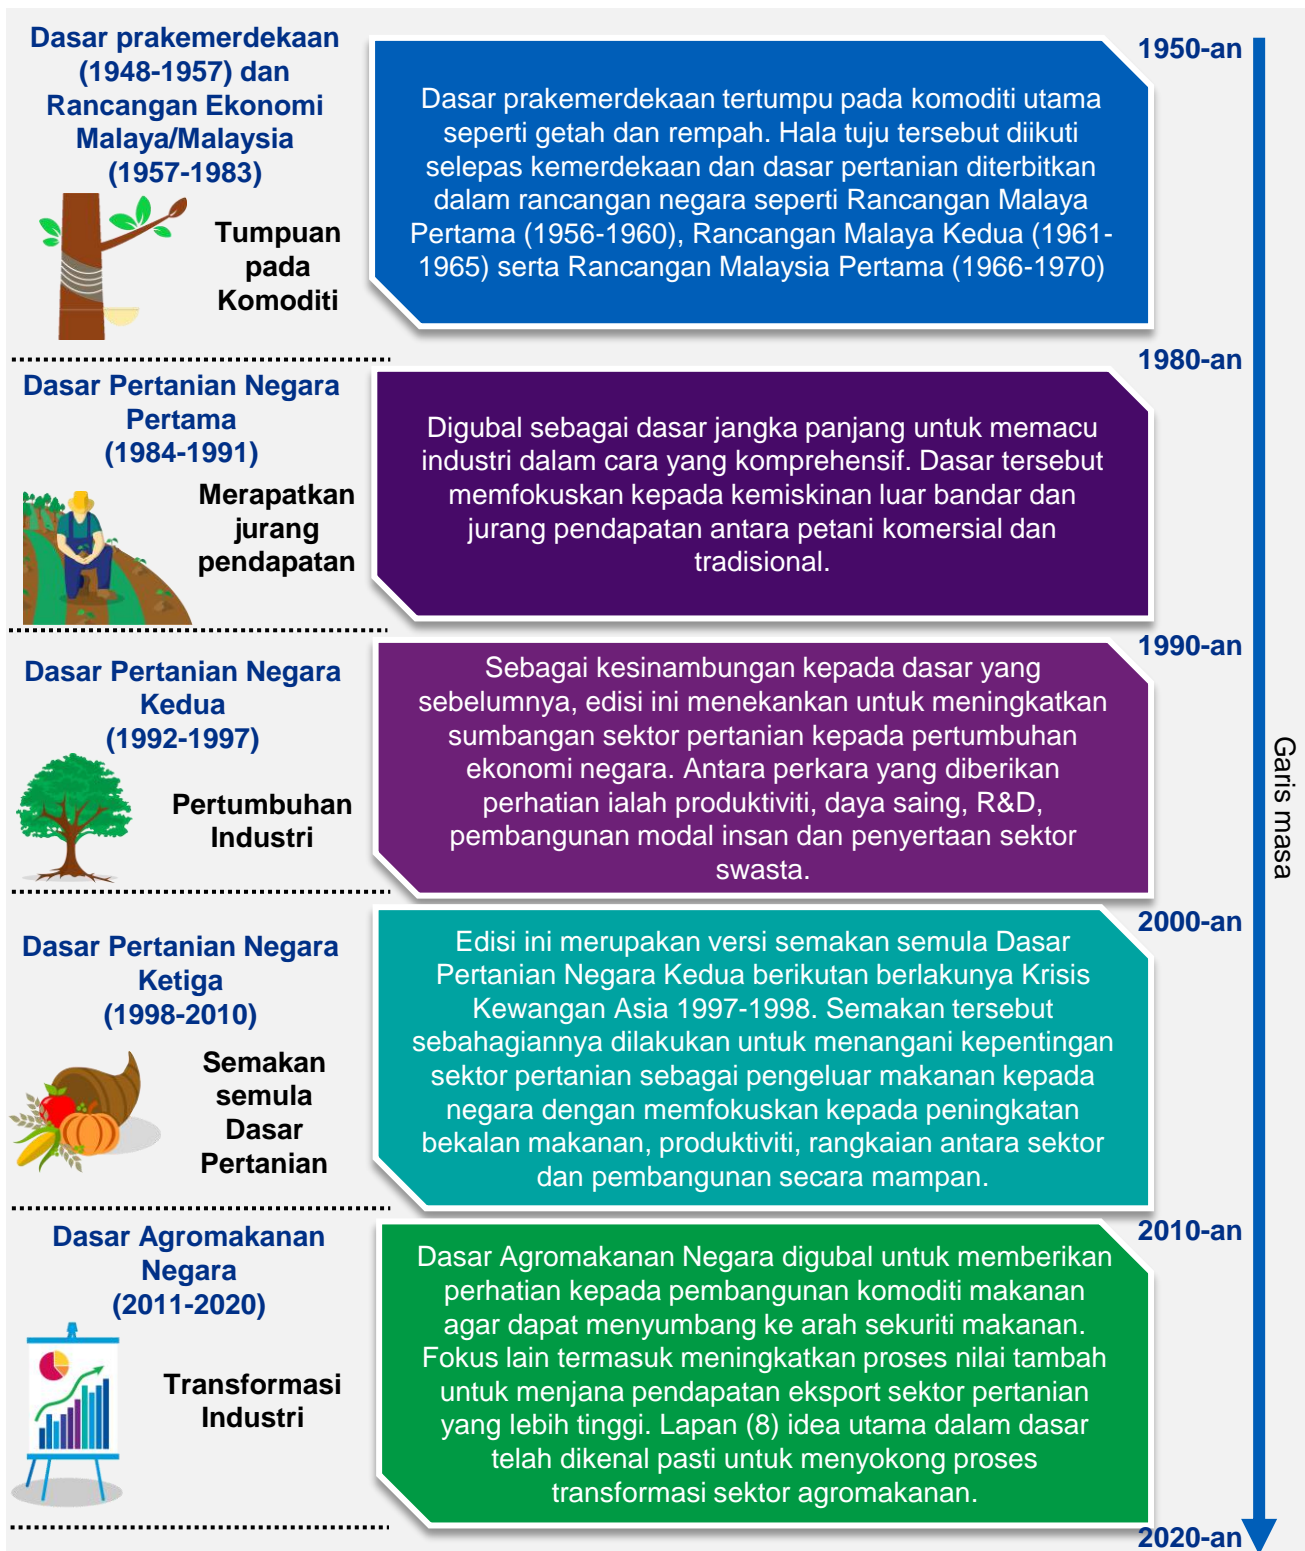 Dasar prakemerdekaan
(1948-1957) dan
Rancangan Ekonomi
Malaya/Malaysia
(1957-1983)
Tumpuan
pada
Komoditi
Dasar prakemerdekaan tertumpu pada komoditi utama
seperti getah dan rempah. Hala tuju tersebut diikuti
selepas kemerdekaan dan dasar pertanian diterbitkan
dalam rancangan negara seperti Rancangan Malaya
Pertama (1956-1960), Rancangan Malaya Kedua (1961-
1965) serta Rancangan Malaysia Pertama (1966-1970)
1950-an
1980-an
Dasar Pertanian Negara
Pertama
(1984-1991)
Merapatkan
jurang
pendapatan
Digubal sebagai dasar jangka panjang untuk memacu
industri dalam cara yang komprehensif. Dasar tersebut
memfokuskan kepada kemiskinan luar bandar dan
jurang pendapatan antara petani komersial dan
tradisional.
1990-an
Dasar Pertanian Negara
Kedua
(1992-1997)
Pertumbuhan
Industri
Sebagai kesinambungan kepada dasar yang
sebelumnya, edisi ini menekankan untuk meningkatkan
sumbangan sektor pertanian kepada pertumbuhan
ekonomi negara. Antara perkara yang diberikan
perhatian ialah produktiviti, daya saing, R&D,
pembangunan modal insan dan penyertaan sektor
swasta.
Garis masa
2000-an
Dasar Pertanian Negara
Ketiga
(1998-2010)
Semakan
semula
Dasar
Pertanian
Edisi ini merupakan versi semakan semula Dasar
Pertanian Negara Kedua berikutan berlakunya Krisis
Kewangan Asia 1997-1998. Semakan tersebut
sebahagiannya dilakukan untuk menangani kepentingan
sektor pertanian sebagai pengeluar makanan kepada
negara dengan memfokuskan kepada peningkatan
bekalan makanan, produktiviti, rangkaian antara sektor
dan pembangunan secara mampan.
2010-an
Dasar Agromakanan
Negara
(2011-2020)
Transformasi
Industri
Dasar Agromakanan Negara digubal untuk memberikan
perhatian kepada pembangunan komoditi makanan
agar dapat menyumbang ke arah sekuriti makanan.
Fokus lain termasuk meningkatkan proses nilai tambah
untuk menjana pendapatan eksport sektor pertanian
yang lebih tinggi. Lapan (8) idea utama dalam dasar
telah dikenal pasti untuk menyokong proses
transformasi sektor agromakanan.
2020-an